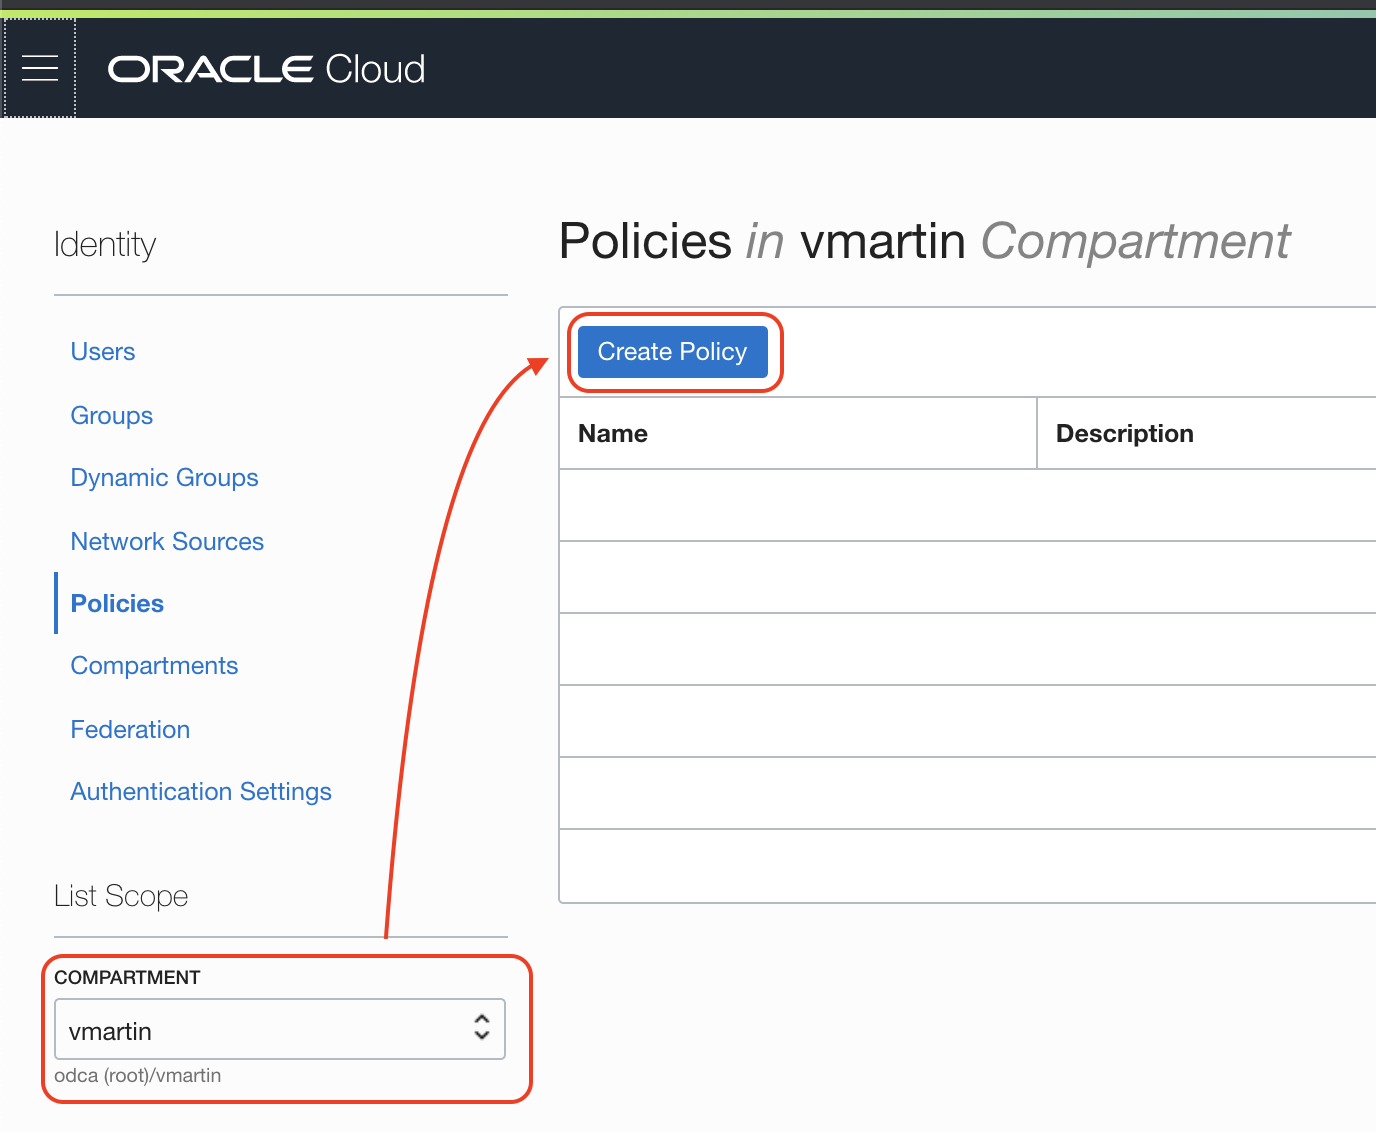 ORACLE Cloud
Identity
Users
Groups
Dynamic Groups
Network Sources
Policies
Compartments
Federation
Authentication Settings
List Scope
COMPARTMENT
vmartin
odca (root)/vmartin
Policies in vmartin Compartment
Create Policy
Name Description